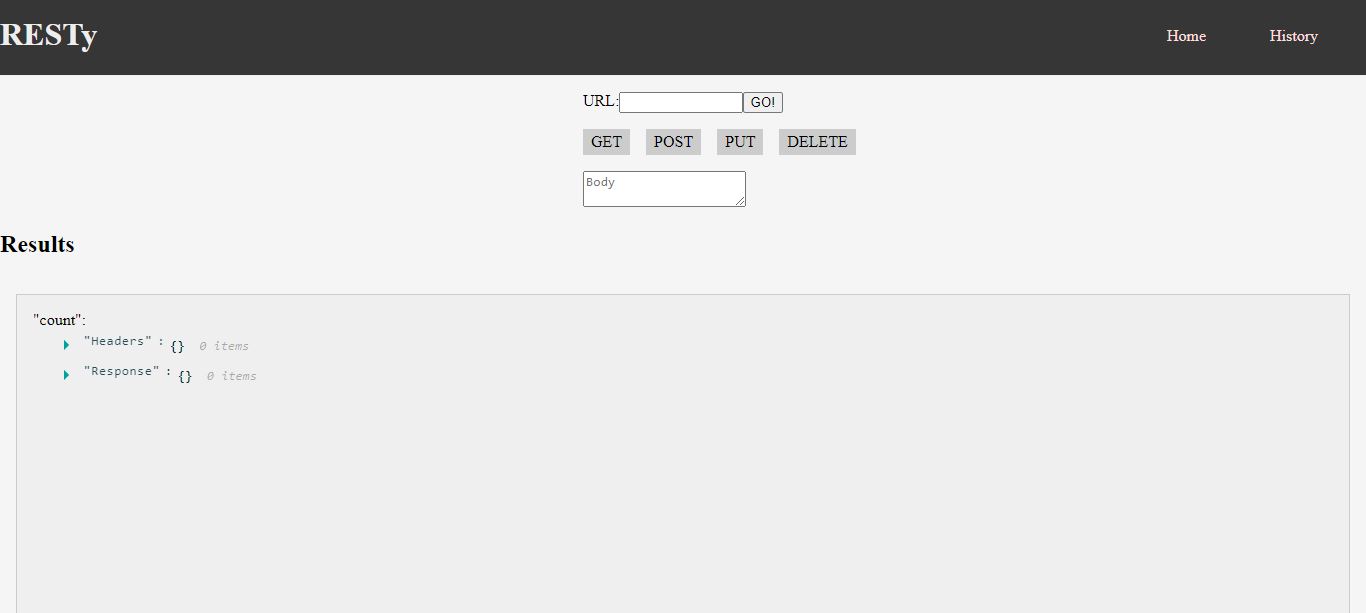 RESTy Home History
URL: GO!
GET POST PUT DELETE
Body
Results
"count":
"Headers" : {} 0 items
"Response" : {} 0 items